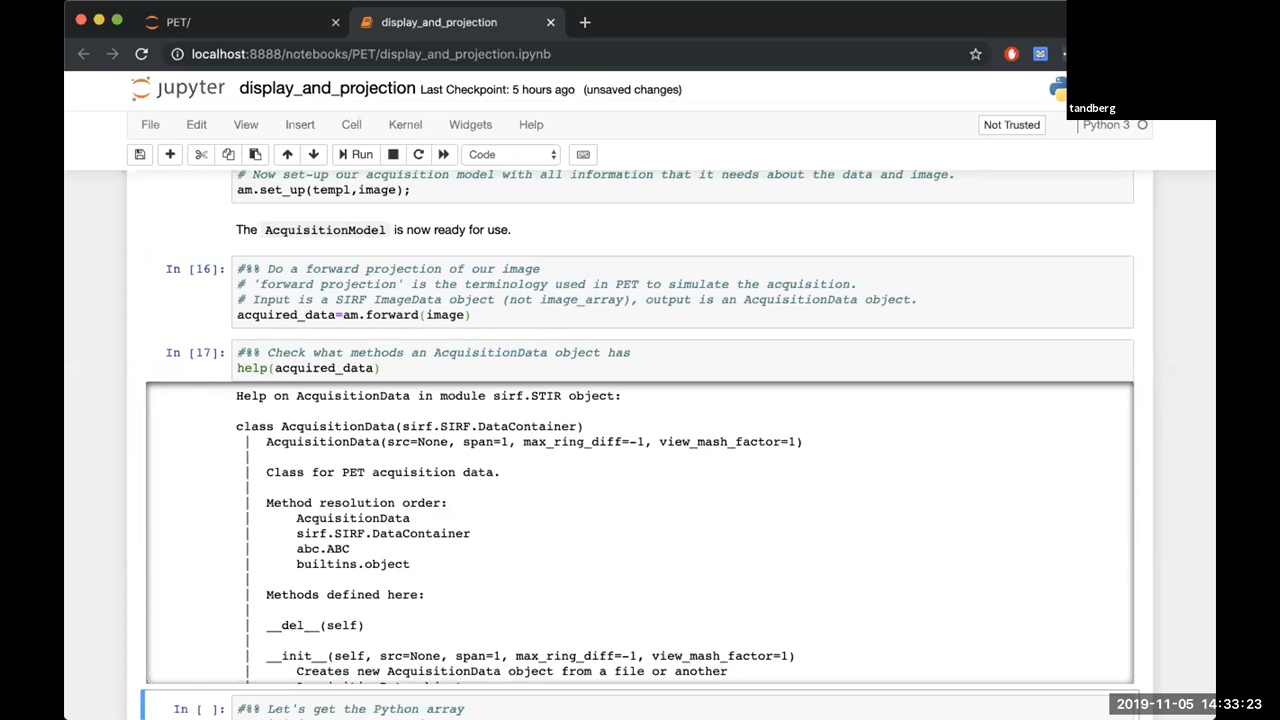 PET/
display_and_projection
localhost:8888/notebooks/PET/display_and_projection.ipynb
jupyter display_and_projection Last Checkpoint: 5 hours ago (unsaved changes)
tandberg
File Edit View Insert Cell Kernel Widgets Help Not Trusted Python 3
Run Code
# Now set-up our acquisition model with all information that it needs about the data and image.
am.set_up(templ,image);
The AcquisitionModel is now ready for use.
In [16]: #%% Do a forward projection of our image
# 'forward projection' is the terminology used in PET to simulate the acquisition.
# Input is a SIRF ImageData object (not image_array), output is an AcquisitionData object.
acquired_data=am.forward(image)
In [17]: #%% Check what methods an AcquisitionData object has
help(acquired_data)
Help on AcquisitionData in module sirf.STIR object:
class AcquisitionData(sirf.SIRF.DataContainer)
| AcquisitionData(src=None, span=1, max_ring_diff=-1, view_mash_factor=1)
|
| Class for PET acquisition data.
|
| Method resolution order:
| AcquisitionData
| sirf.SIRF.DataContainer
| abc.ABC
| builtins.object
|
| Methods defined here:
|
| __del__(self)
|
| __init__(self, src=None, span=1, max_ring_diff=-1, view_mash_factor=1)
| Creates new AcquisitionData object from a file or another
In [ ]: #%% Let's get the Python array
2019-11-05 14:33:23